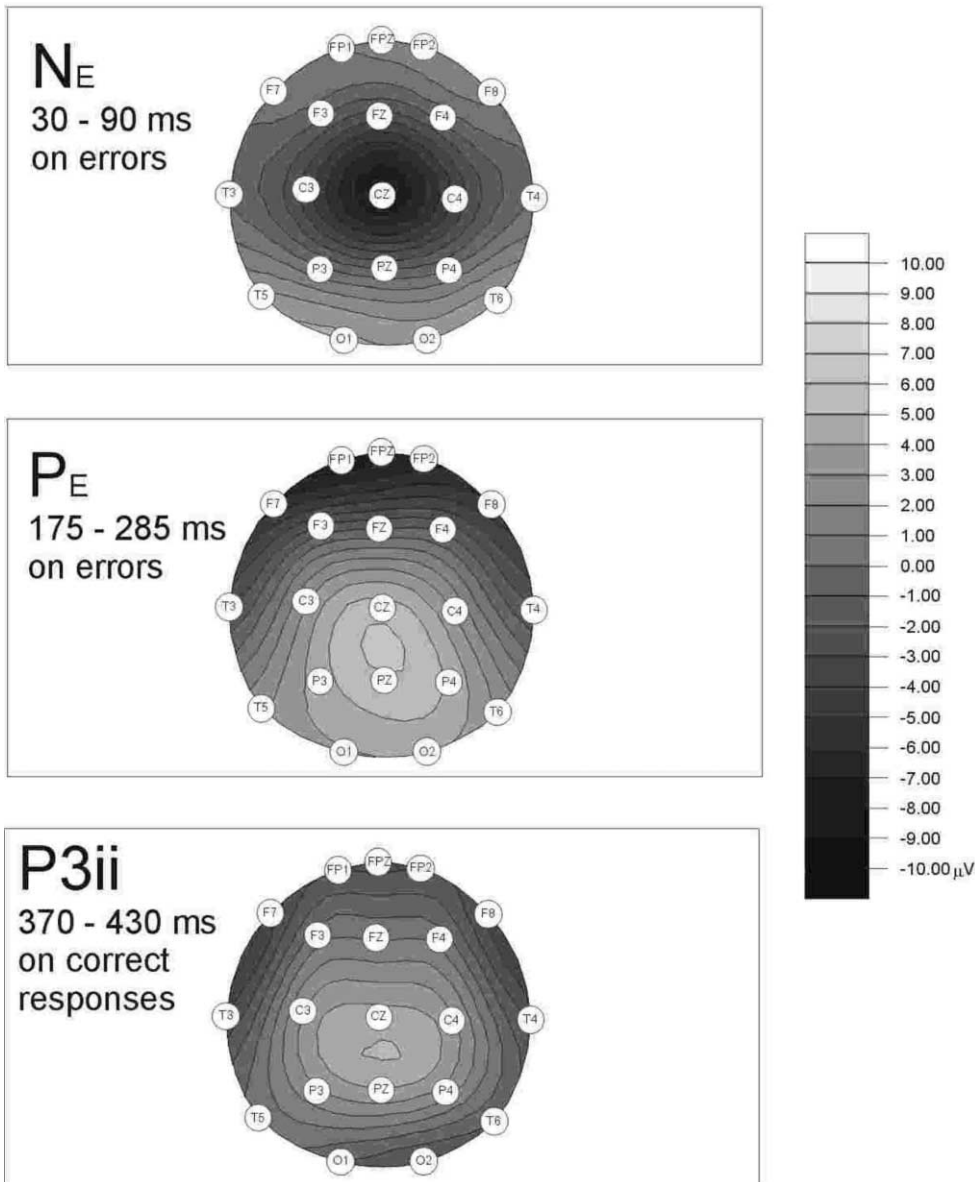 NE
30 - 90 ms
on errors
FP1 FPZ FP2
F7 F8
F3 FZ F4
T3 C3 CZ C4 T4
P3 PZ P4
T5 T6
O1 O2
PE
175 - 285 ms
on errors
FP1 FPZ FP2
F7 F8
F3 FZ F4
T3 C3 CZ C4 T4
P3 PZ P4
T5 T6
O1 O2
P3ii
370 - 430 ms
on correct
responses
FP1 FPZ FP2
F7 F8
F3 FZ F4
T3 C3 CZ C4 T4
P3 PZ P4
T5 T6
O1 O2
10.00
9.00
8.00
7.00
6.00
5.00
4.00
3.00
2.00
1.00
0.00
-1.00
-2.00
-3.00
-4.00
-5.00
-6.00
-7.00
-8.00
-9.00
-10.00 μV